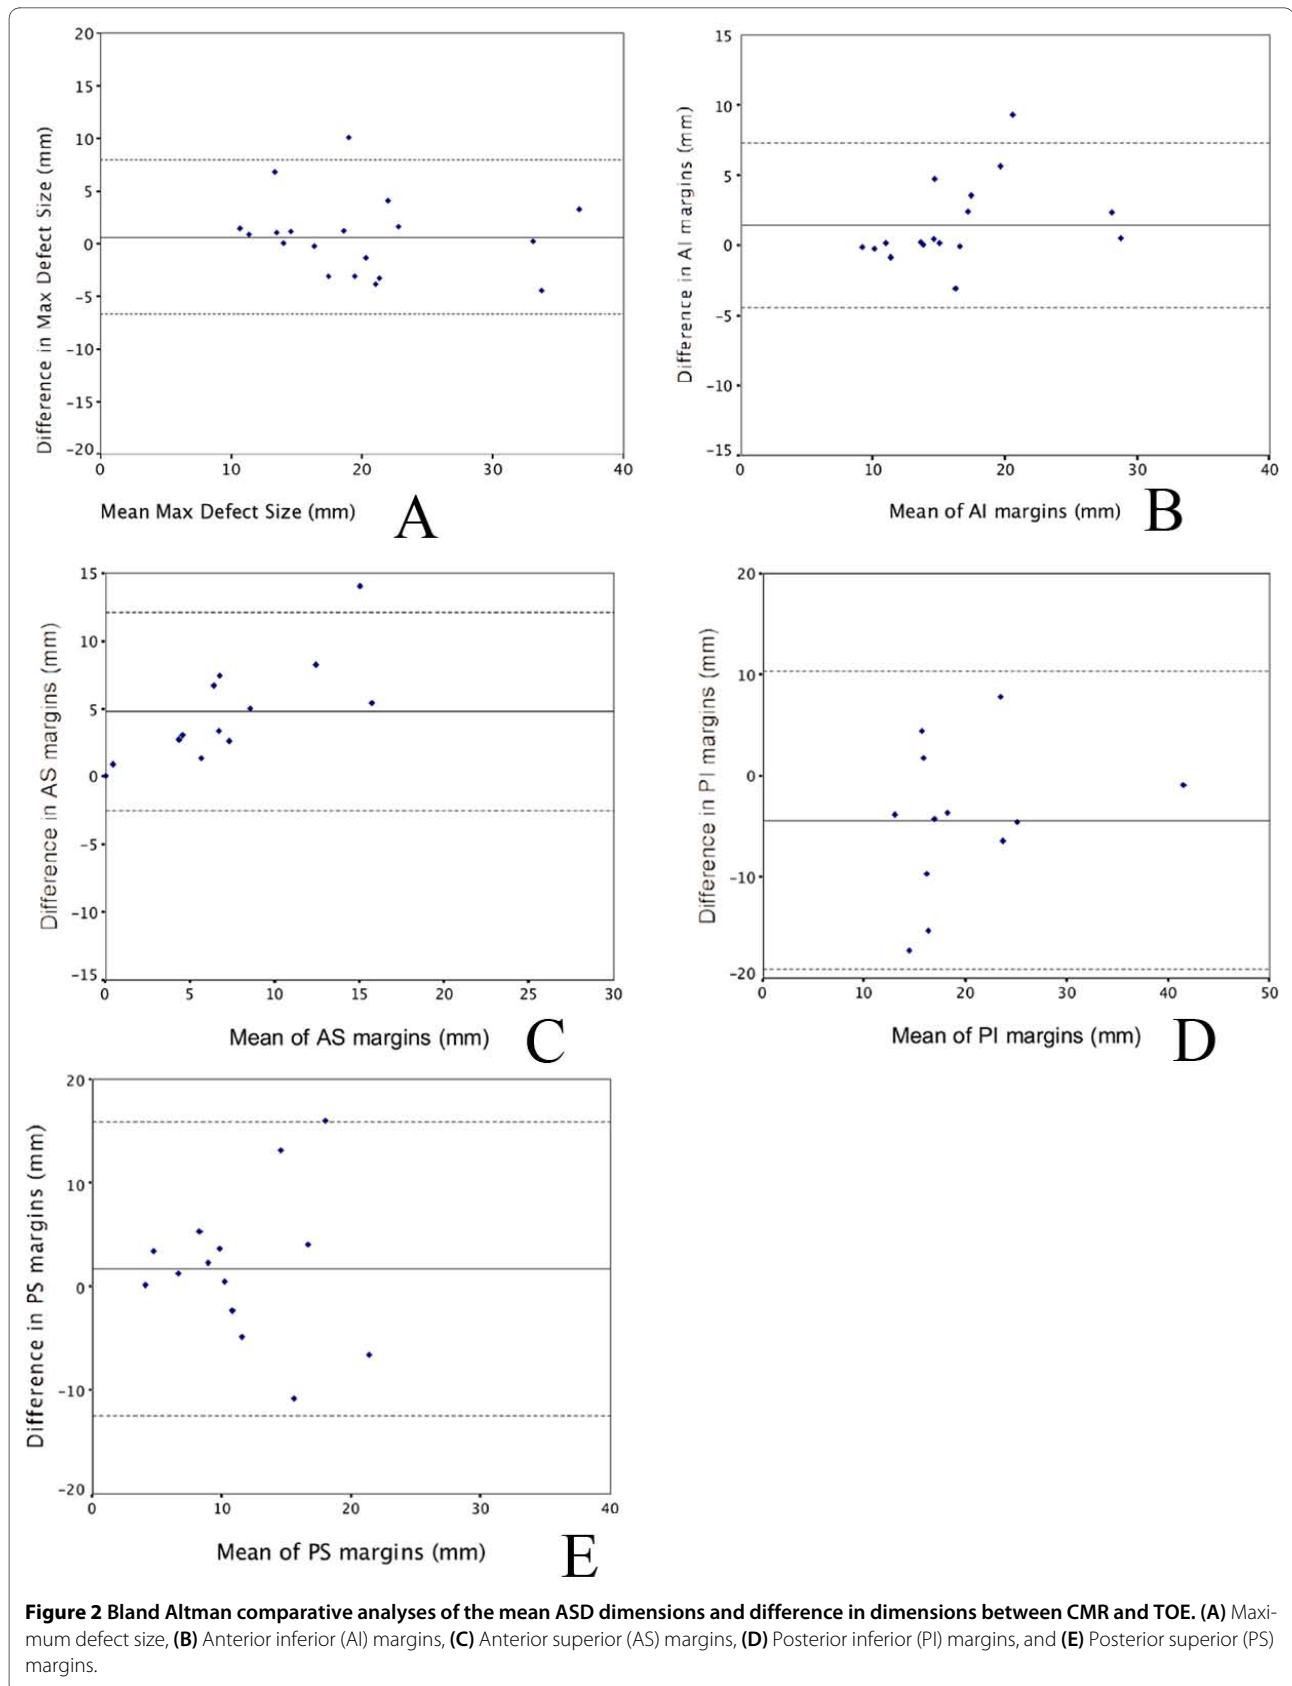 20
15
10
5
0
−5
−10
−15
−20
Difference in Max Defect Size (mm)
0 10 20 30 40
Mean Max Defect Size (mm)
A
15
10
5
0
−5
−10
−15
Difference in AI margins (mm)
0 10 20 30 40
Mean of AI margins (mm)
B
15
10
5
0
−5
−10
−15
Difference in AS margins (mm)
0 5 10 15 20 25 30
Mean of AS margins (mm)
C
20
10
0
−10
−20
Difference in PI margins (mm)
0 10 20 30 40 50
Mean of PI margins (mm)
D
20
10
0
−10
−20
Difference in PS margins (mm)
0 10 20 30 40
Mean of PS margins (mm)
E
Figure 2 Bland Altman comparative analyses of the mean ASD dimensions and difference in dimensions between CMR and TOE. (A) Maxi-
mum defect size, (B) Anterior inferior (AI) margins, (C) Anterior superior (AS) margins, (D) Posterior inferior (PI) margins, and (E) Posterior superior (PS)
margins.